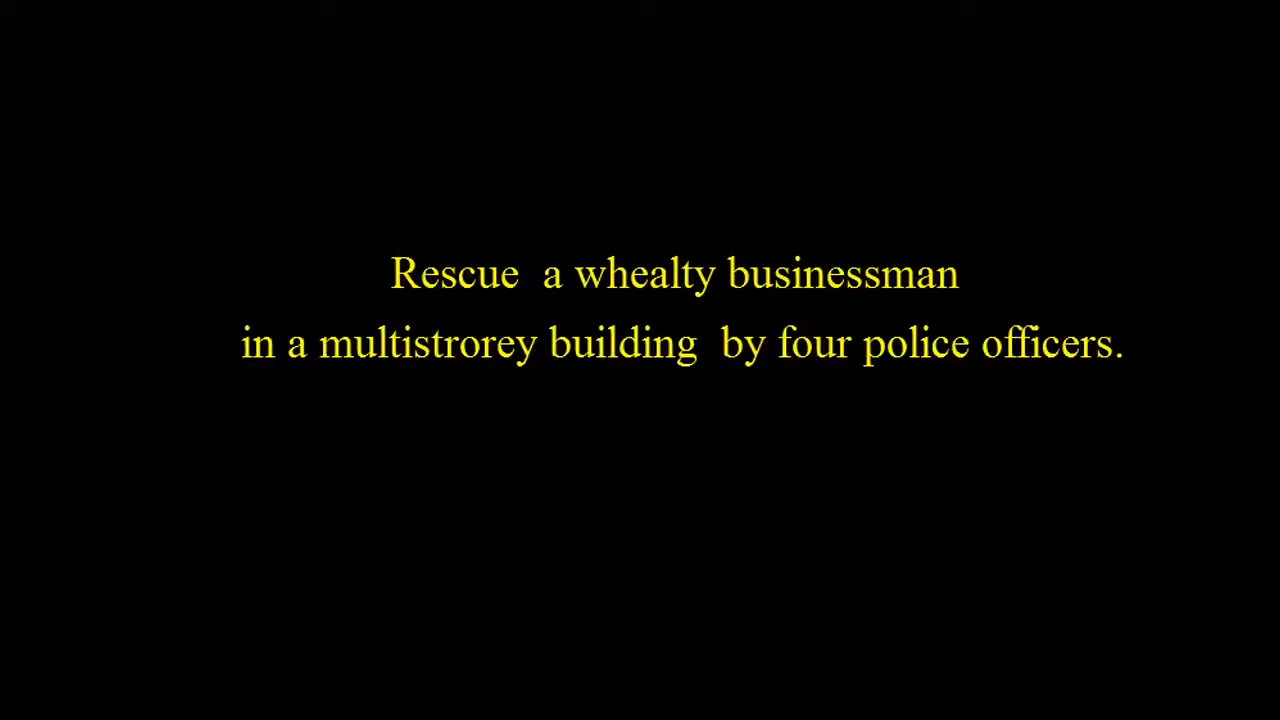 Rescue  a whealty businessman
in a multistrorey building  by four police officers.